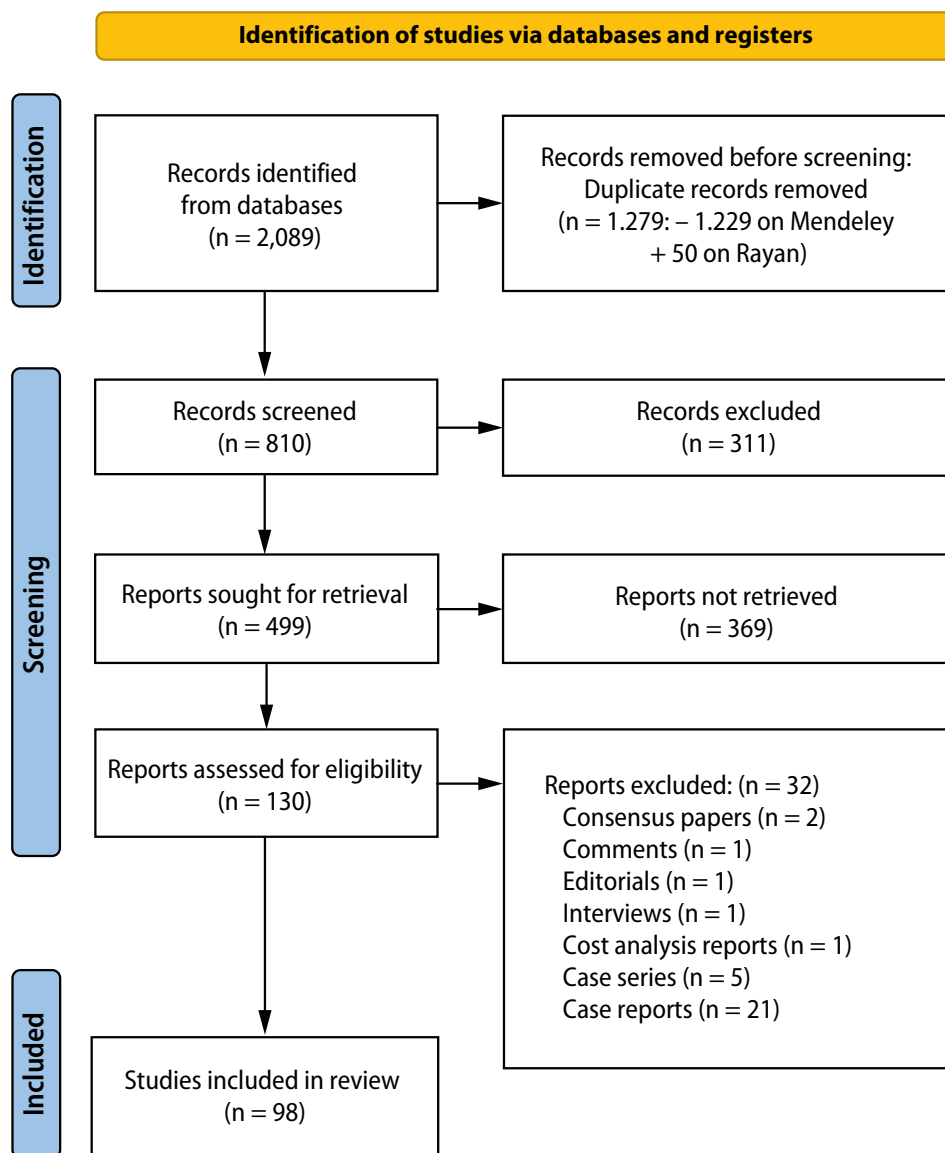 Identification of studies via databases and registers
Identification
Records identified
from databases
(n = 2,089)
Records removed before screening:
Duplicate records removed
(n = 1.279: – 1.229 on Mendeley
+ 50 on Rayan)
Screening
Records screened
(n = 810)
Records excluded
(n = 311)
Reports sought for retrieval
(n = 499)
Reports not retrieved
(n = 369)
Reports assessed for eligibility
(n = 130)
Reports excluded: (n = 32)
Consensus papers (n = 2)
Comments (n = 1)
Editorials (n = 1)
Interviews (n = 1)
Cost analysis reports (n = 1)
Case series (n = 5)
Case reports (n = 21)
Included
Studies included in review
(n = 98)